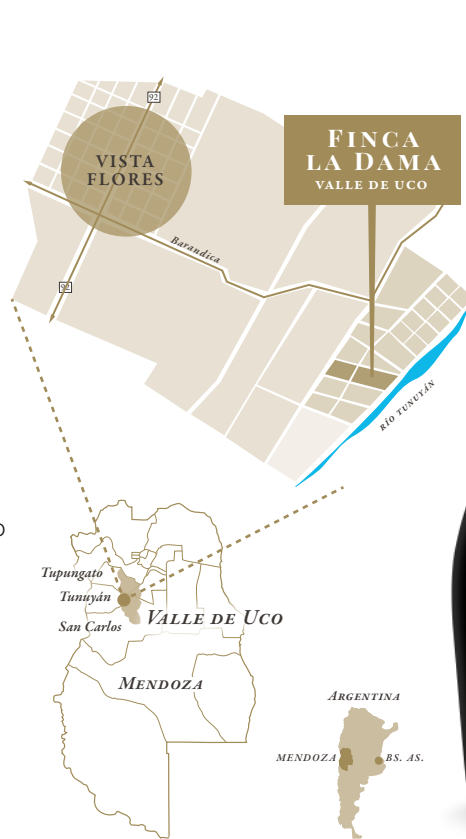 92
VISTA
FLORES
FINCA
LA DAMA
VALLE DE UCO
Barandica
92
RÍO TUNUYÁN
O
Tupungato
Tunuyán
VALLE DE UCO
San Carlos
MENDOZA
ARGENTINA
MENDOZA
BS. AS.